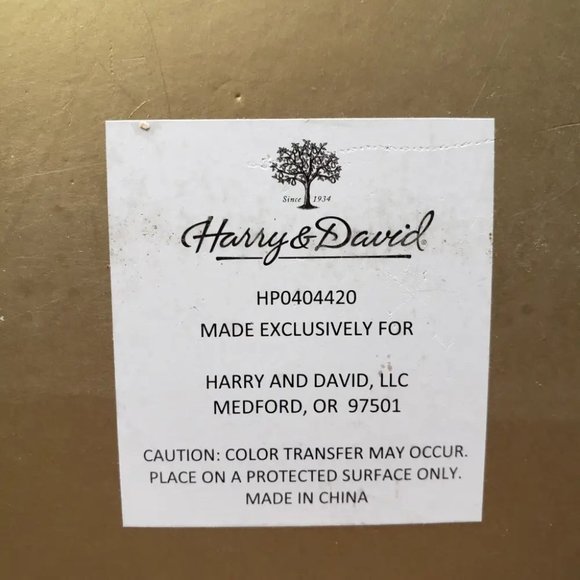 Since 1934
Harry & David®
HP0404420
MADE EXCLUSIVELY FOR
HARRY AND DAVID, LLC
MEDFORD, OR 97501
CAUTION: COLOR TRANSFER MAY OCCUR.
PLACE ON A PROTECTED SURFACE ONLY.
MADE IN CHINA